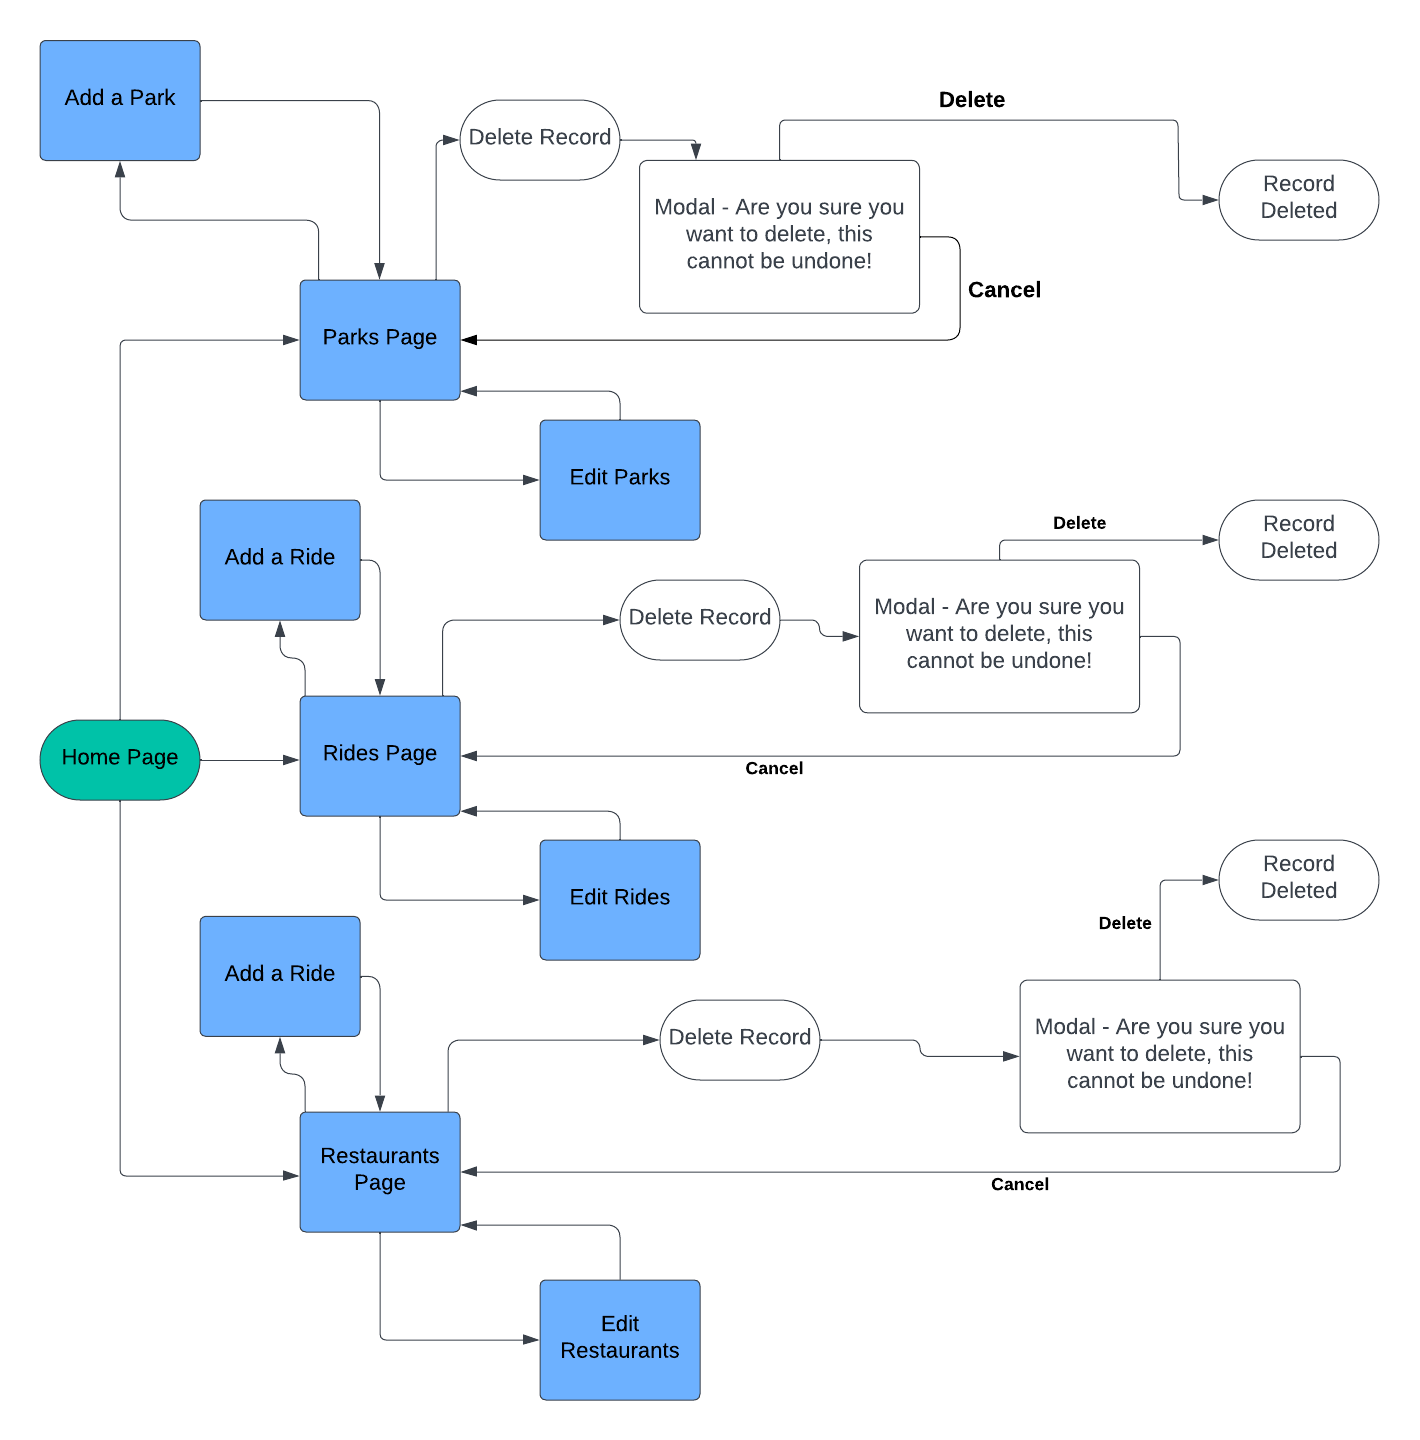 Add a Park
Delete
Delete Record
Record
Deleted
Modal - Are you sure you
want to delete, this
cannot be undone!
Cancel
Parks Page
Edit Parks
Add a Ride
Delete
Record
Deleted
Delete Record
Modal - Are you sure you
want to delete, this
cannot be undone!
Home Page
Rides Page
Cancel
Edit Rides
Record
Deleted
Delete
Add a Ride
Delete Record
Modal - Are you sure you
want to delete, this
cannot be undone!
Restaurants
Page
Cancel
Edit
Restaurants